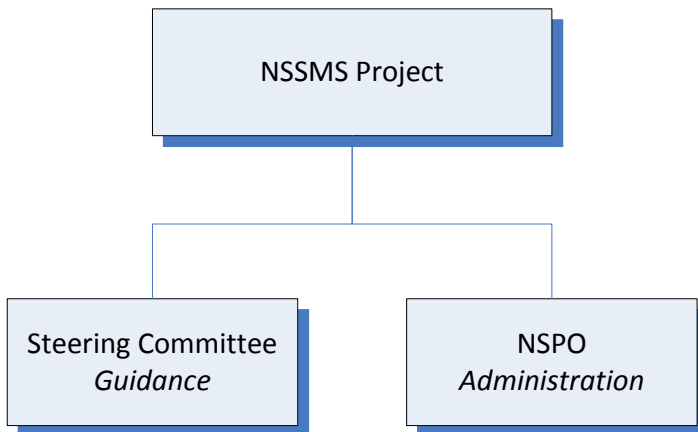 NSSMS Project
Steering Committee
Guidance
NSPO
Administration